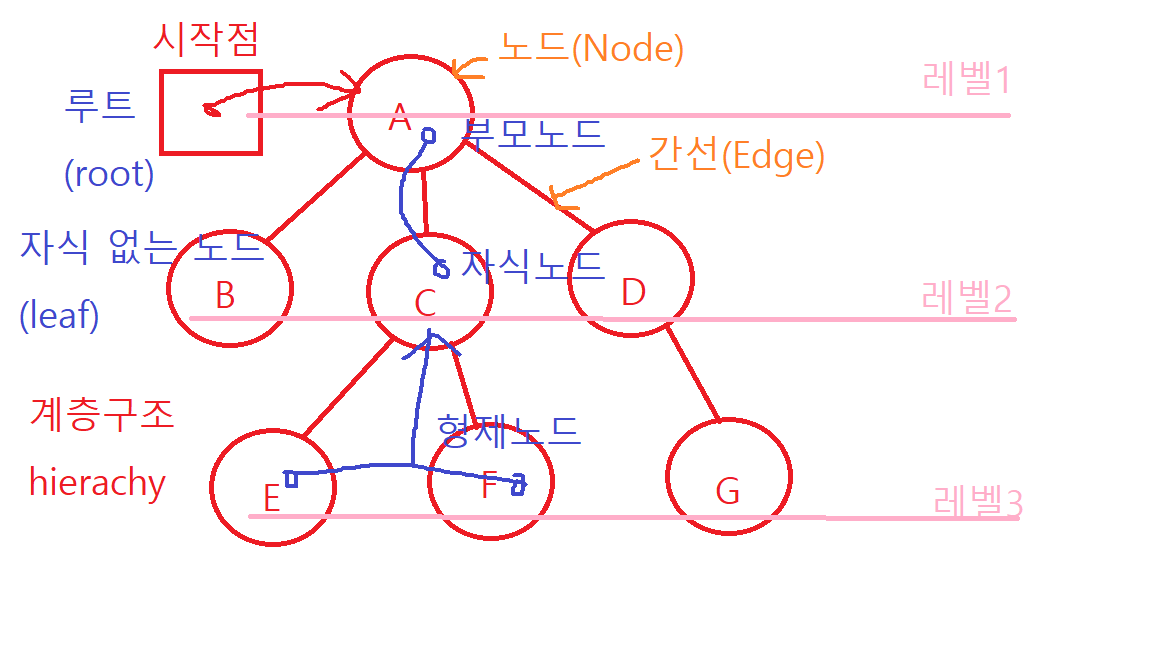 시작점
노드(Node)
레벨1
루트
(root)
A
부모노드
간선(Edge)
자식 없는 노드
(leaf)
B
자식노드
C
D
레벨2
계층구조
hierachy
형제노드
E
F
G
레벨3